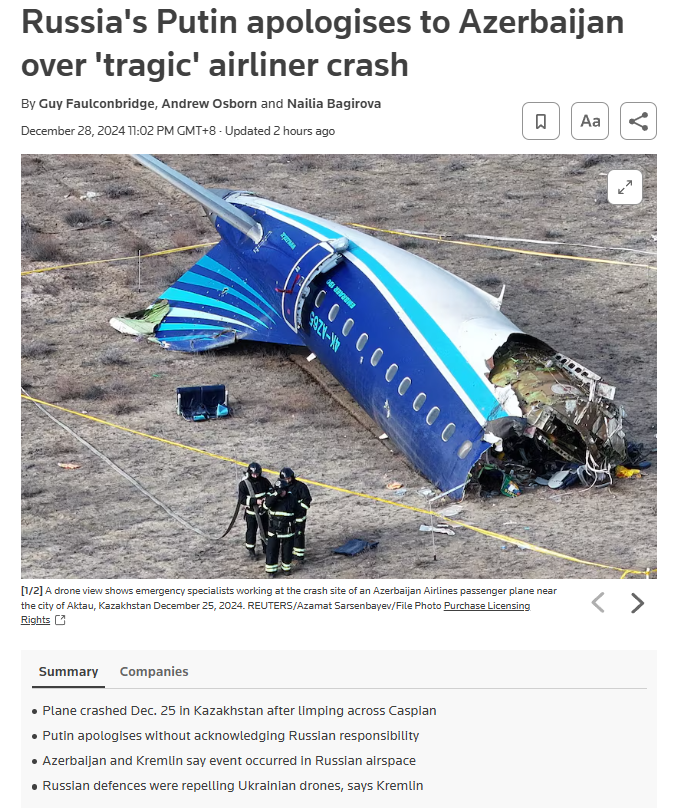 Russia's Putin apologises to Azerbaijan
over 'tragic' airliner crash
By Guy Faulconbridge, Andrew Osborn and Nailia Bagirova
December 28, 2024 11:02 PM GMT+8 · Updated 2 hours ago
Aa
4K-AZ65
[1/2] A drone view shows emergency specialists working at the crash site of an Azerbaijan Airlines passenger plane near
the city of Aktau, Kazakhstan December 25, 2024. REUTERS/Azamat Sarsenbayev/File Photo Purchase Licensing
Rights
Summary Companies
• Plane crashed Dec. 25 in Kazakhstan after limping across Caspian
• Putin apologises without acknowledging Russian responsibility
• Azerbaijan and Kremlin say event occurred in Russian airspace
• Russian defences were repelling Ukrainian drones, says Kremlin